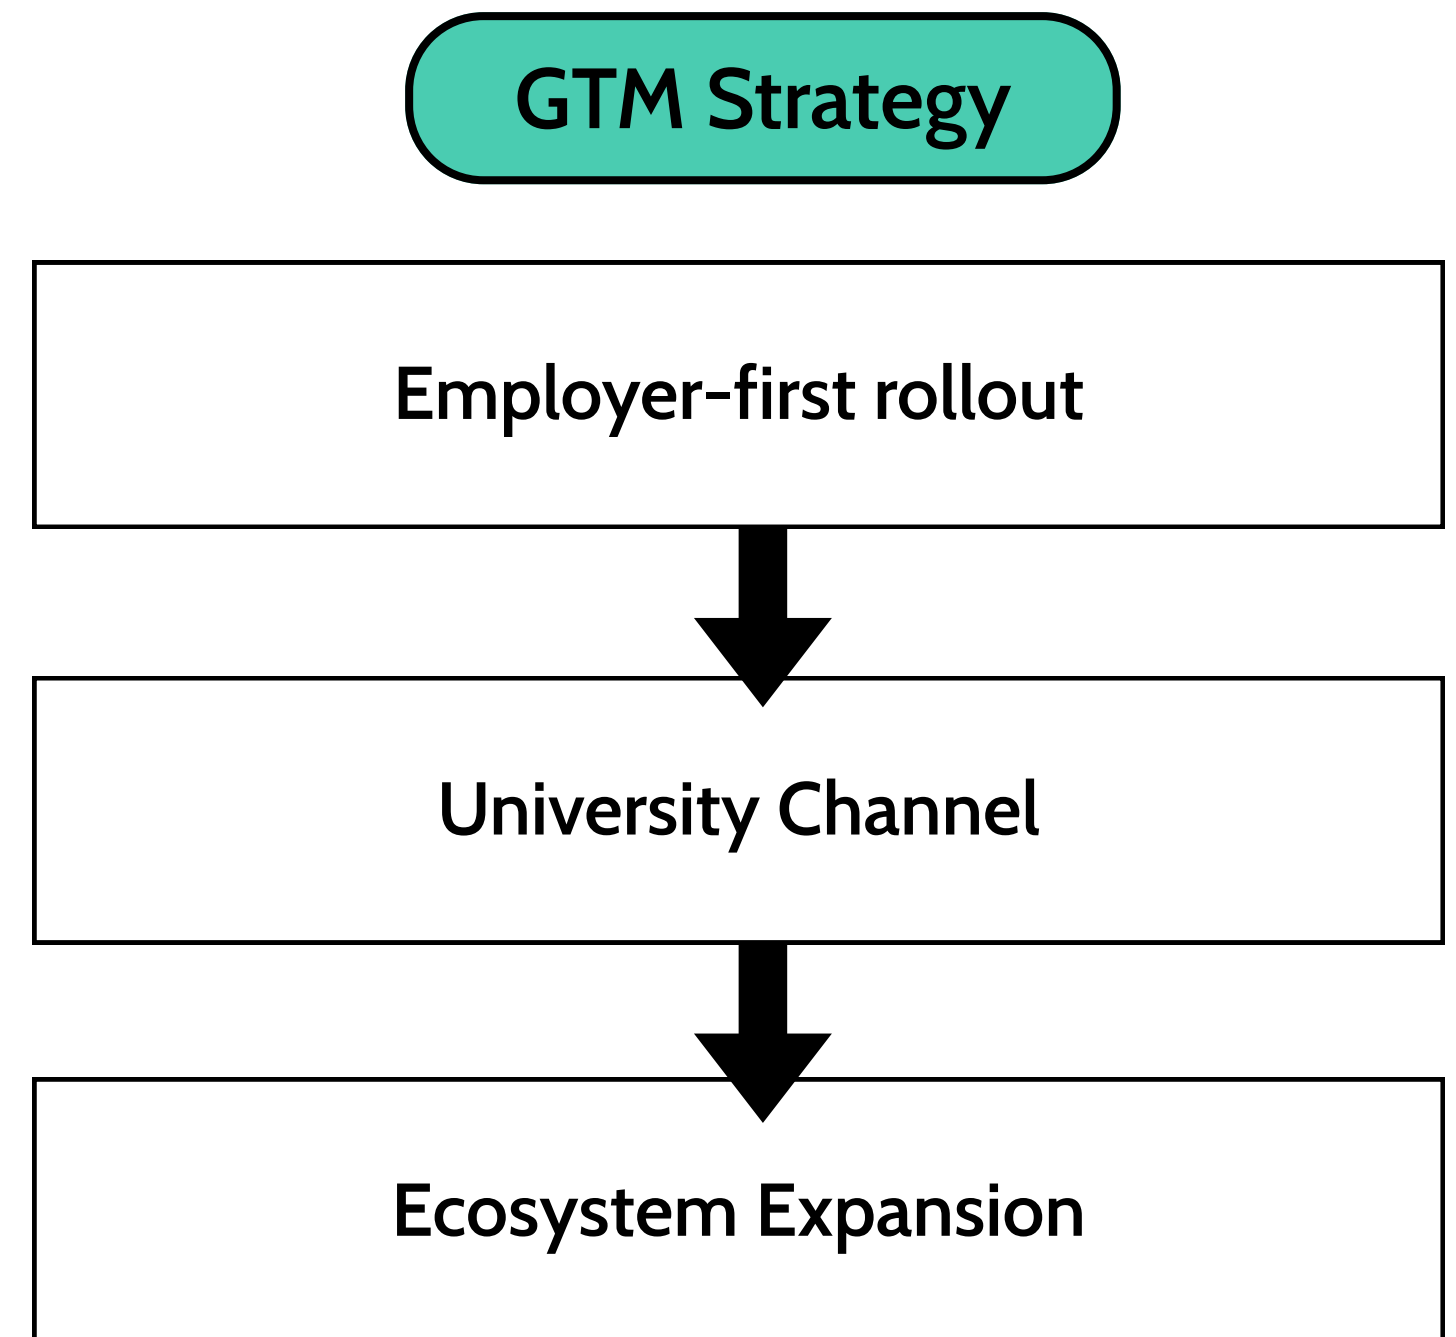 GTM Strategy
Employer-first rollout
University Channel
Ecosystem Expansion